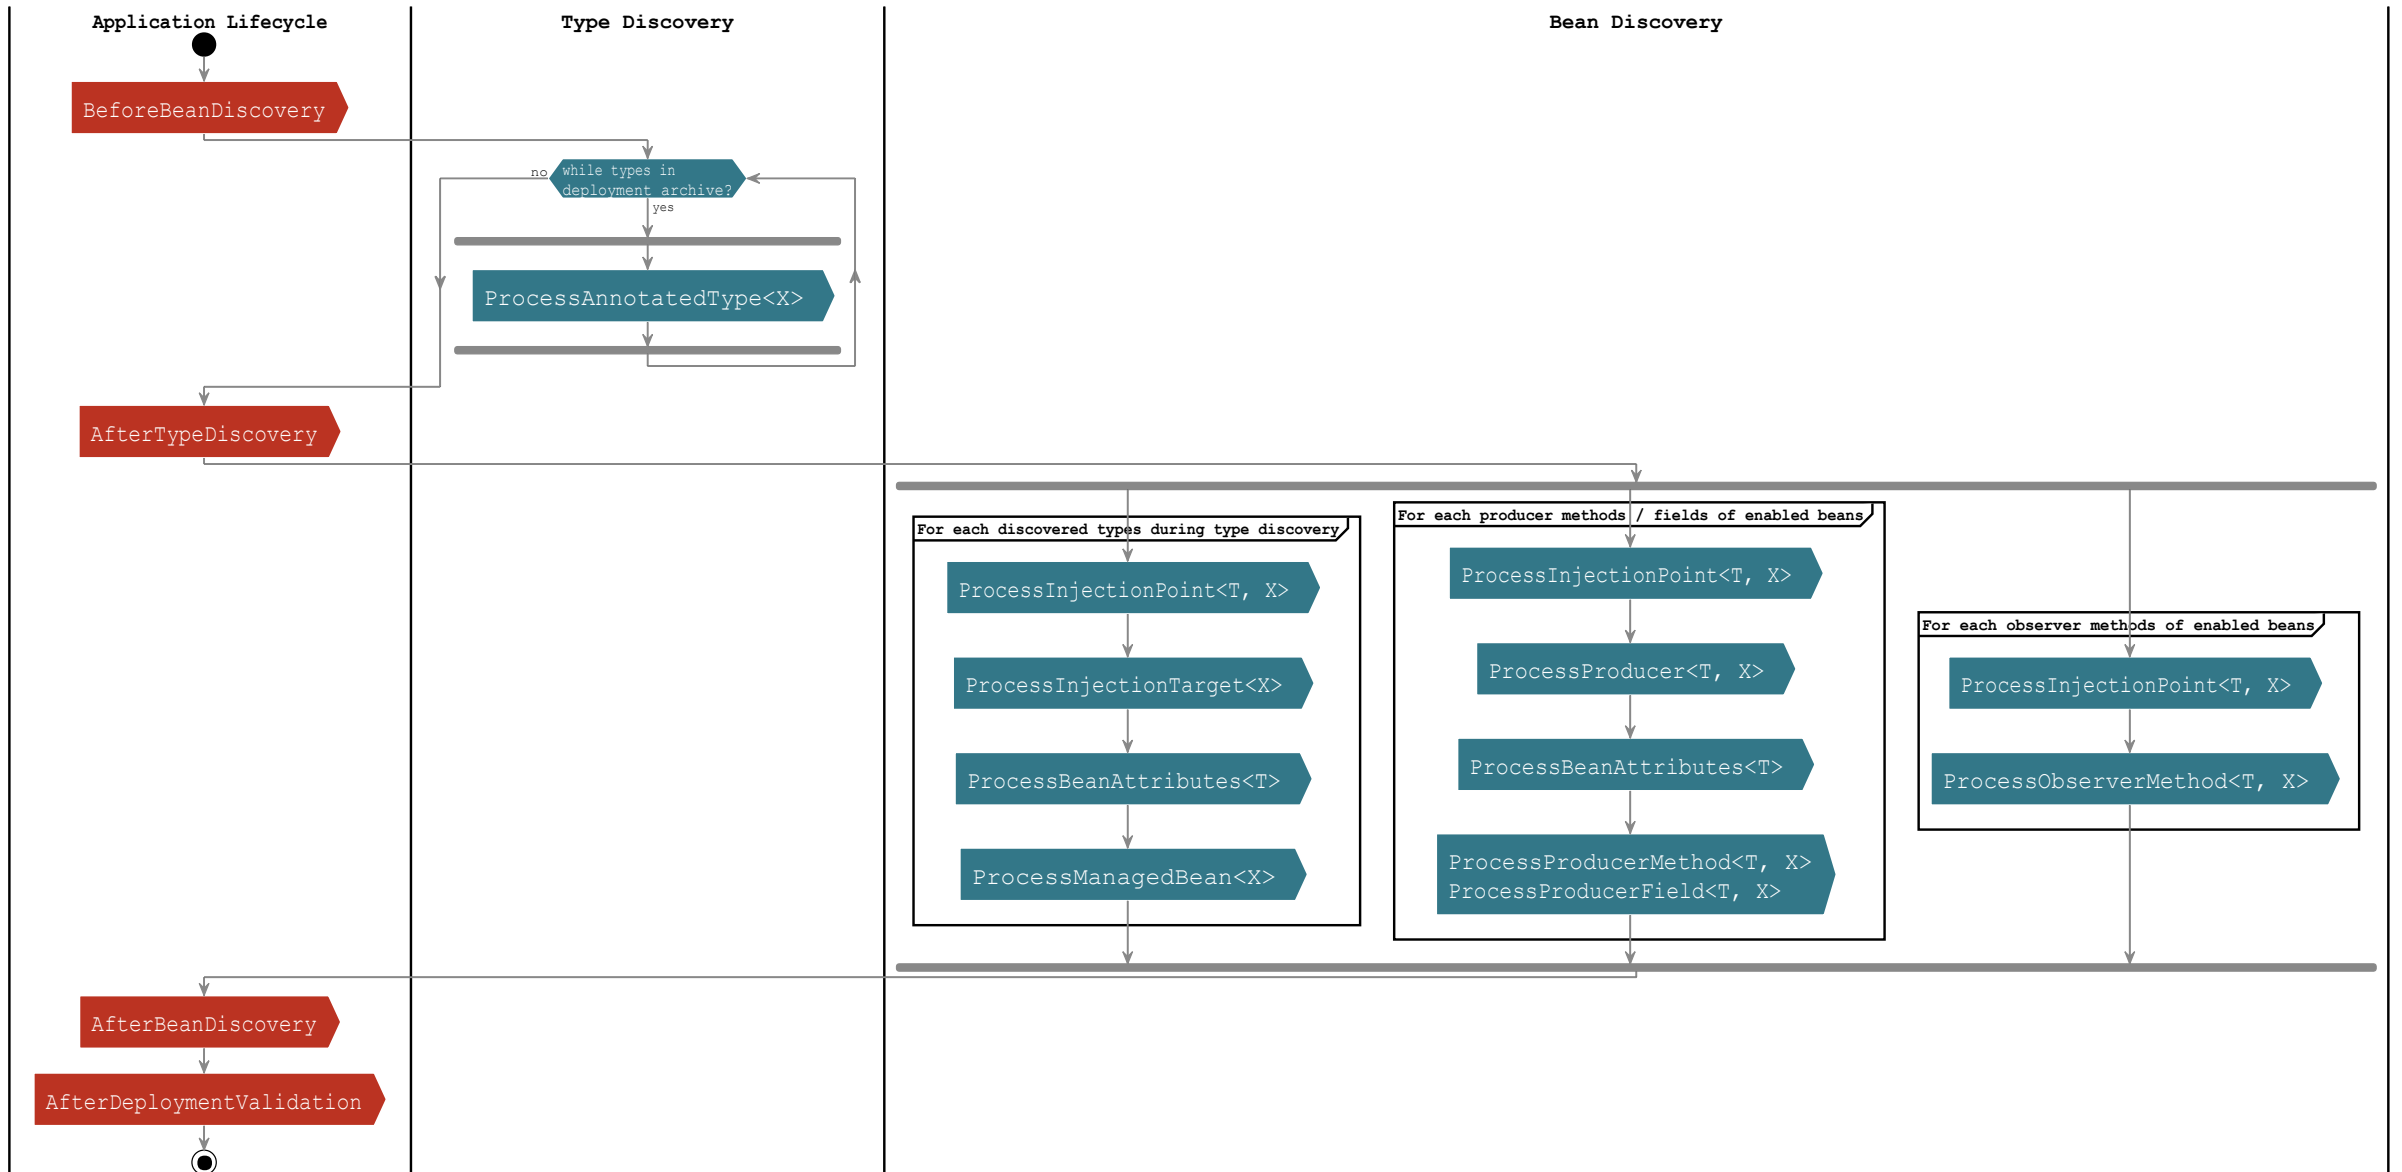 Application Lifecycle
Type Discovery
Bean Discovery
BeforeBeanDiscovery
no
while types in
deployment archive?
yes
ProcessAnnotatedType<X>
AfterTypeDiscovery
For each discovered types during type discovery
ProcessInjectionPoint<T, X>
ProcessInjectionTarget<X>
ProcessBeanAttributes<T>
ProcessManagedBean<X>
For each producer methods / fields of enabled beans
ProcessInjectionPoint<T, X>
ProcessProducer<T, X>
ProcessBeanAttributes<T>
ProcessProducerMethod<T, X>
ProcessProducerField<T, X>
For each observer methods of enabled beans
ProcessInjectionPoint<T, X>
ProcessObserverMethod<T, X>
AfterBeanDiscovery
AfterDeploymentValidation